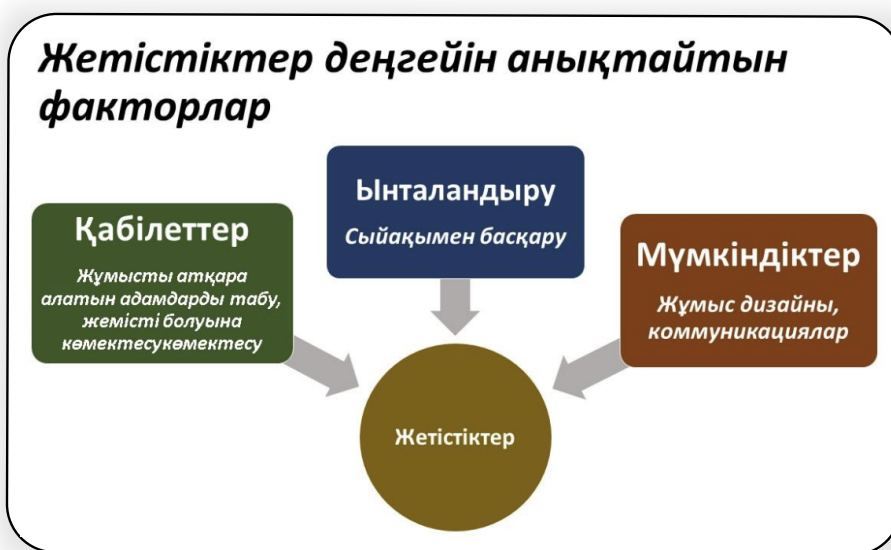 Жетістіктер деңгейін анықтайтын
факторлар
Ынталандыру
Сыйақымен басқару
Қабілеттер
Жұмысты атқара
алатын адамдарды табу,
жемісті болуына
көмектесукөмектесу
Мүмкіндіктер
Жұмыс дизайны,
коммуникациялар
Жетістіктер